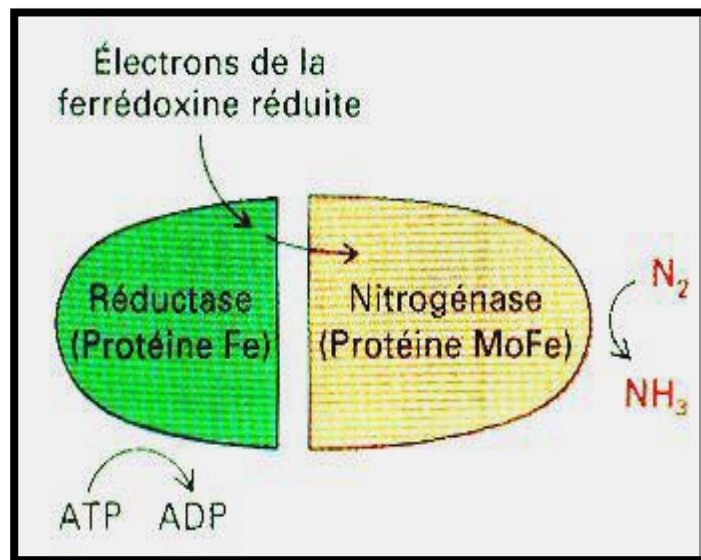 Électrons de la
ferrédoxine réduite
Réductase
(Protéine Fe)
Nitrogénase
(Protéine MoFe)
N₂
NH₃
ATP ADP